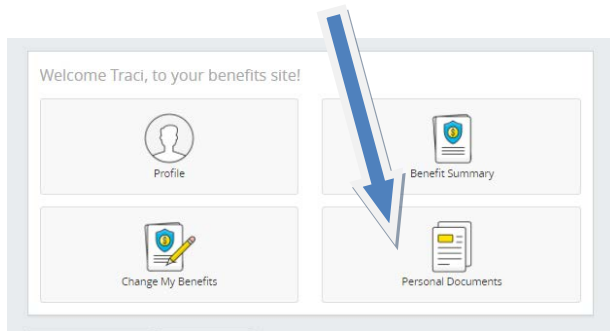 Welcome Traci, to your benefits site!
Profile
Benefit Summary
Change My Benefits
Personal Documents